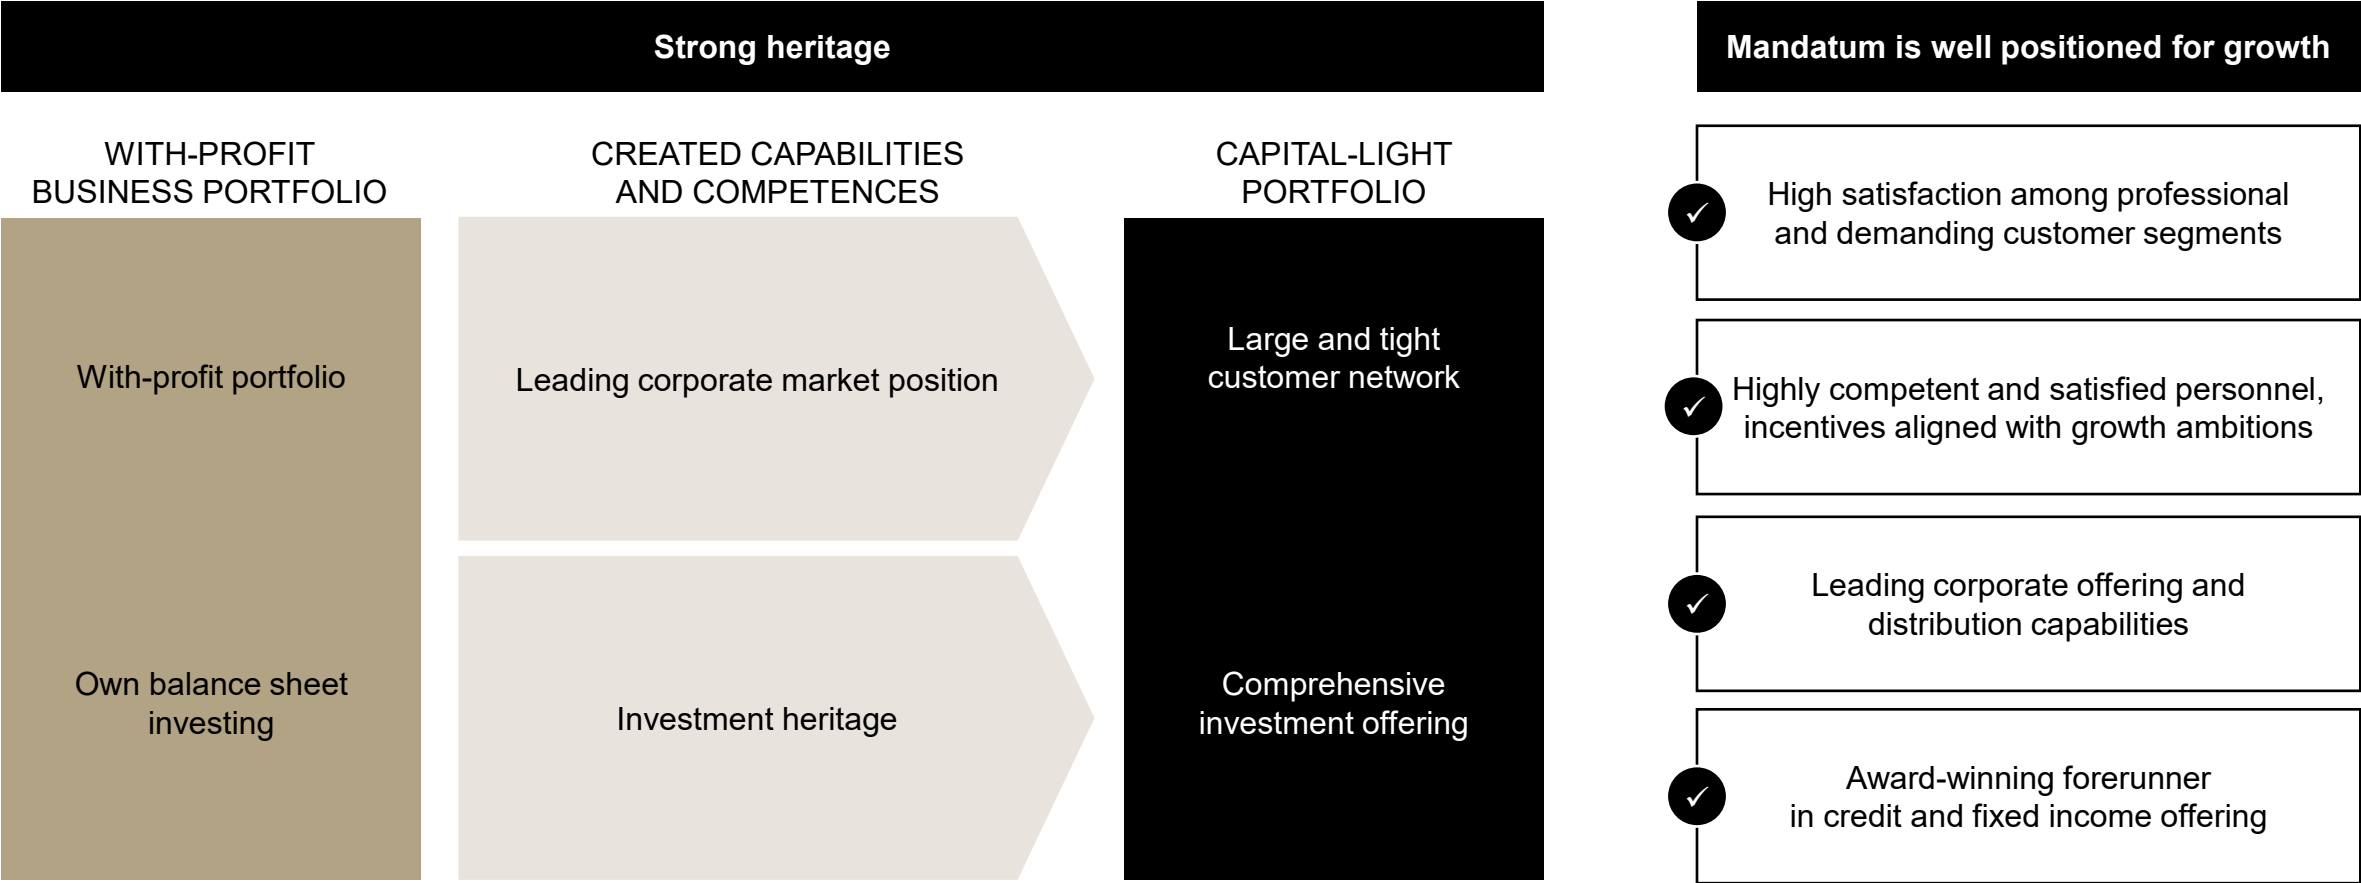 Strong heritage
WITH-PROFIT
BUSINESS PORTFOLIO
With-profit portfolio
Own balance sheet
investing
CREATED CAPABILITIES
AND COMPETENCES
Leading corporate market position
Investment heritage
CAPITAL-LIGHT
PORTFOLIO
Large and tight
customer network
Comprehensive
investment offering
Mandatum is well positioned for growth
High satisfaction among professional
and demanding customer segments
Highly competent and satisfied personnel,
incentives aligned with growth ambitions
Leading corporate offering and
distribution capabilities
Award-winning forerunner
in credit and fixed income offering